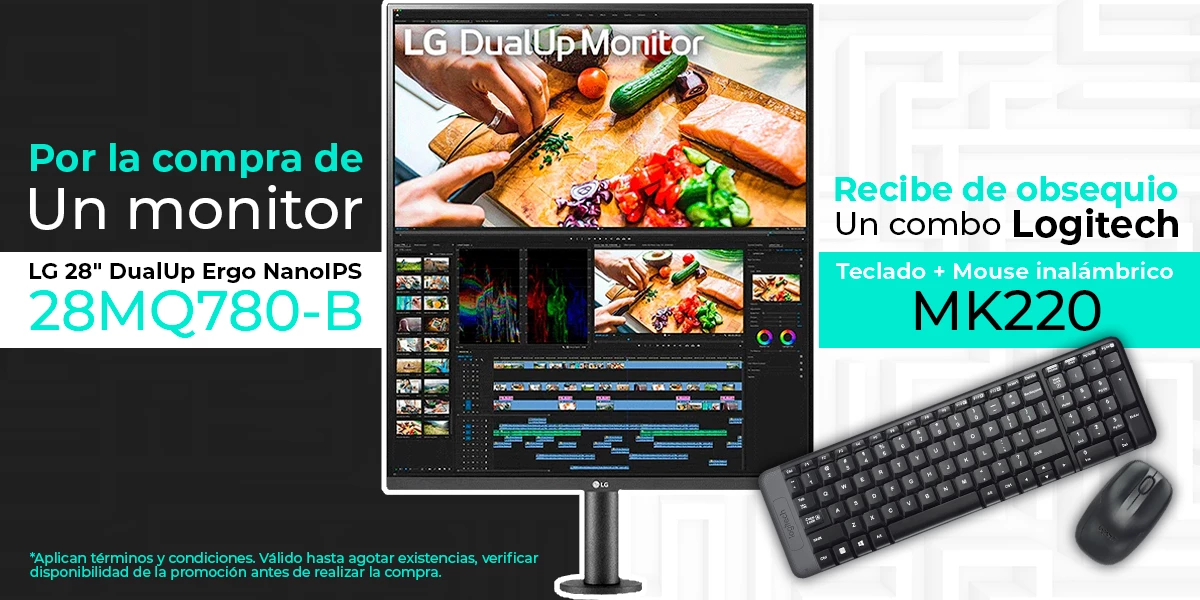 Por la compra de
Un monitor
LG 28" DualUp Ergo NanoIPS
28MQ780-B
LG DualUp Monitor
LG
Recibe de obsequio
Un combo Logitech
Teclado + Mouse inalámbrico
MK220
logitech
*Aplican términos y condiciones. Válido hasta agotar existencias, verificar
disponibilidad de la promoción antes de realizar la compra.